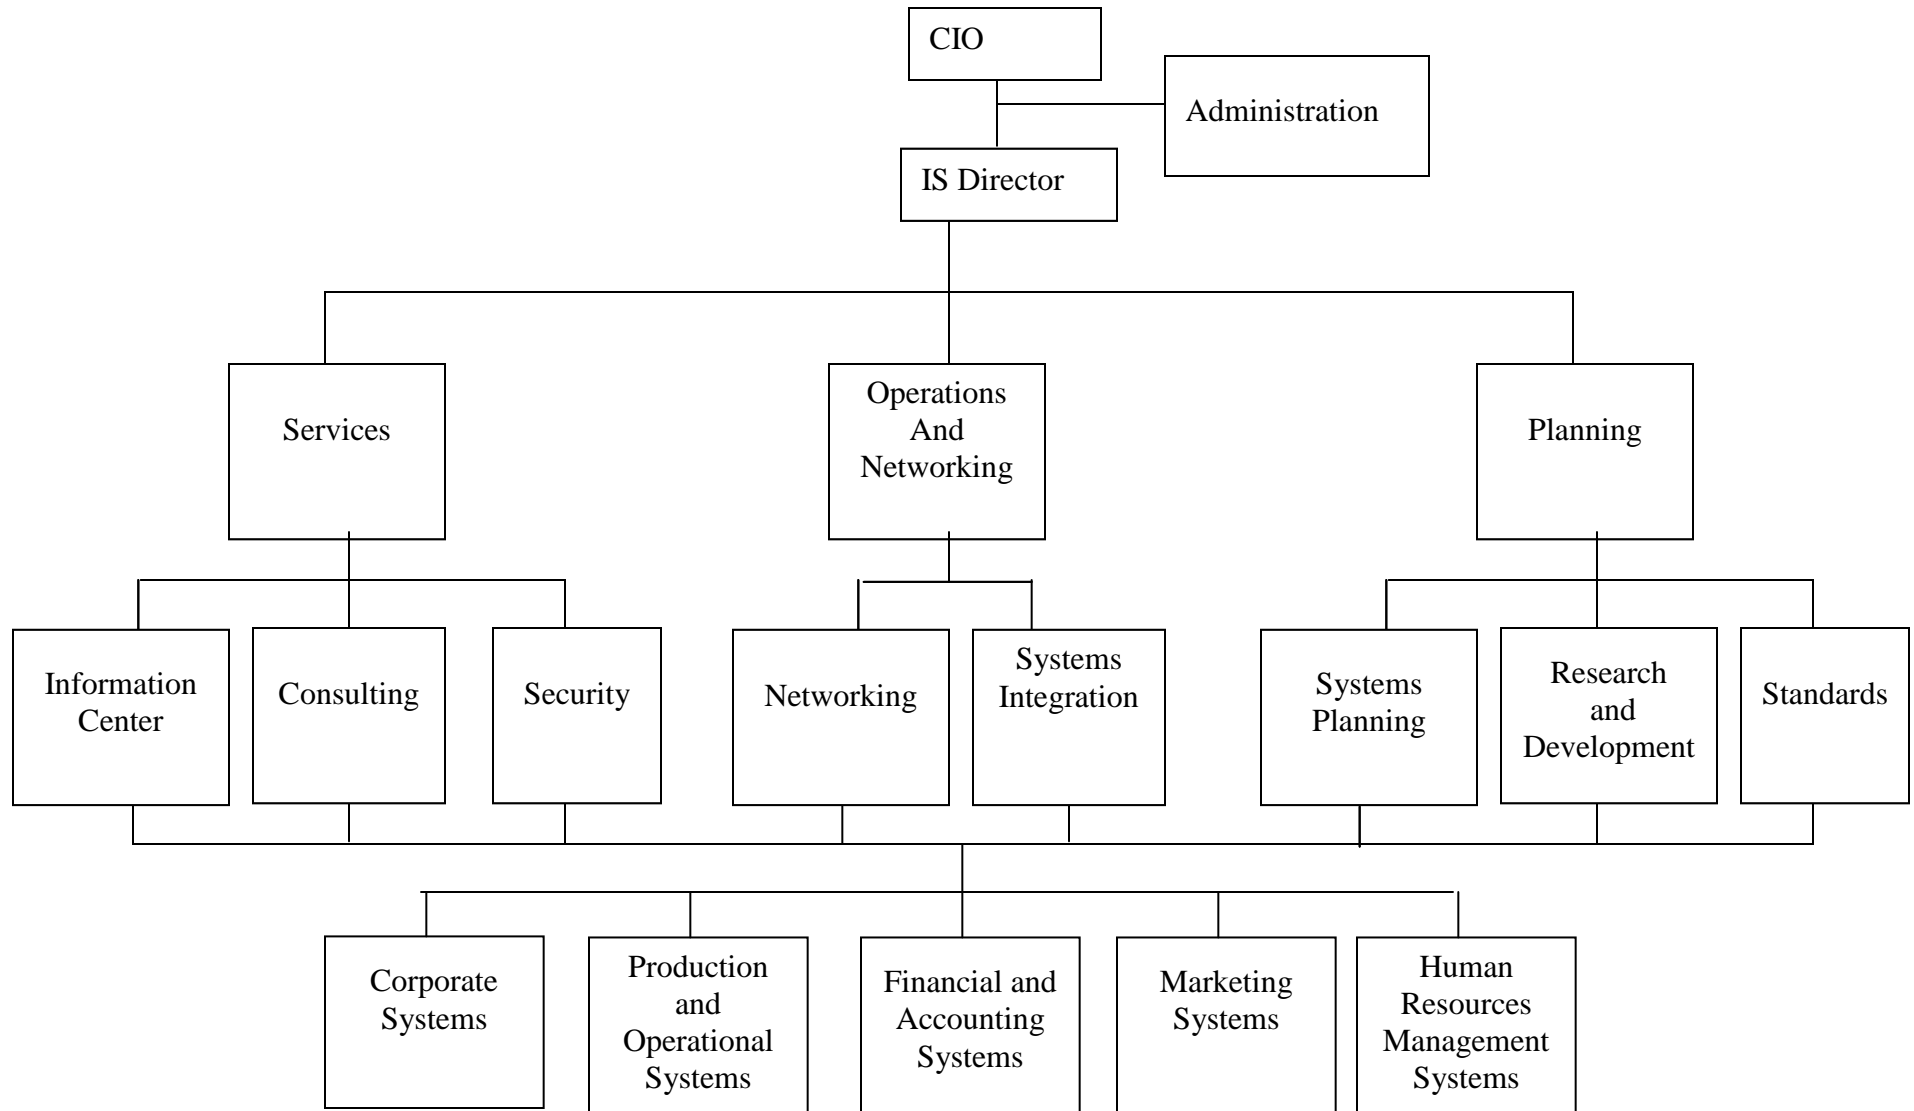 CIO
Administration
IS Director
Services
Operations
And
Networking
Planning
Information
Center
Consulting
Security
Networking
Systems
Integration
Systems
Planning
Research
and
Development
Standards
Corporate
Systems
Production
and
Operational
Systems
Financial and
Accounting
Systems
Marketing
Systems
Human
Resources
Management
Systems